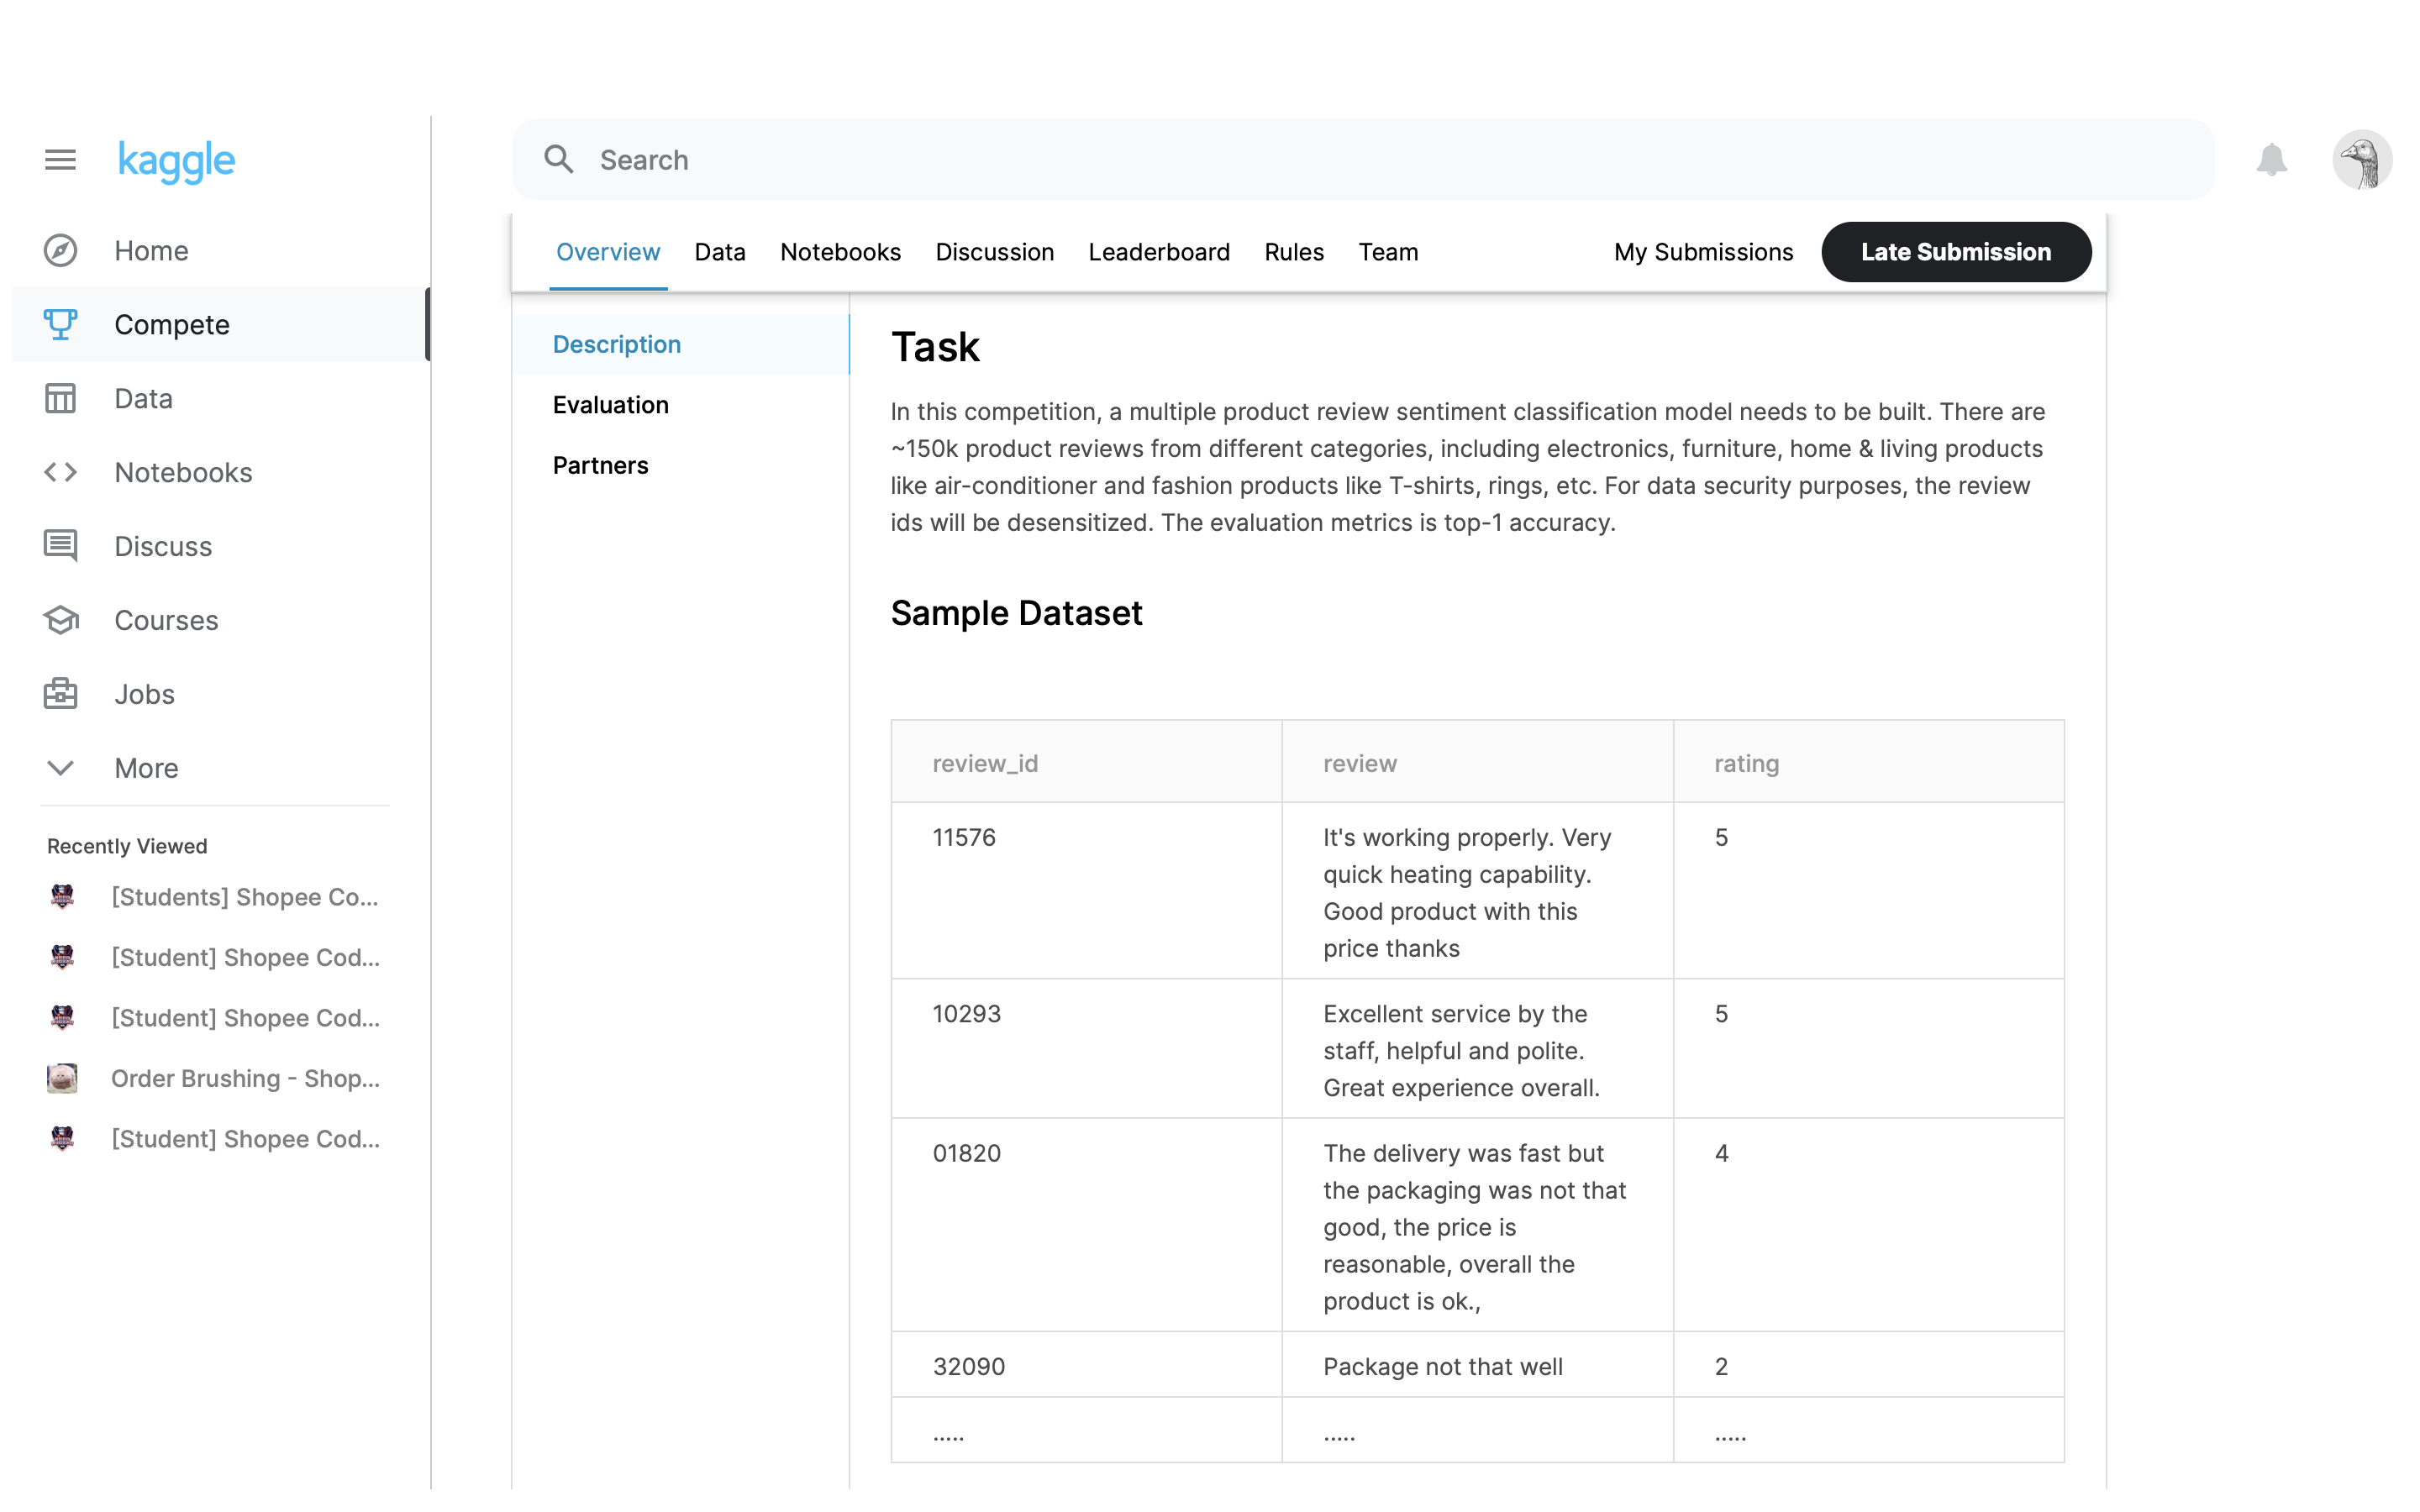 kaggle
Search
Home
Compete
Data
Notebooks
Discuss
Courses
Jobs
More
Recently Viewed
[Students] Shopee Co...
[Student] Shopee Cod...
[Student] Shopee Cod...
Order Brushing - Shop...
[Student] Shopee Cod...
Overview Data Notebooks Discussion Leaderboard Rules Team My Submissions Late Submission
Description
Evaluation
Partners
Task
In this competition, a multiple product review sentiment classification model needs to be built. There are
~150k product reviews from different categories, including electronics, furniture, home & living products
like air-conditioner and fashion products like T-shirts, rings, etc. For data security purposes, the review
ids will be desensitized. The evaluation metrics is top-1 accuracy.
Sample Dataset
review_id review rating
11576 It's working properly. Very 5
quick heating capability.
Good product with this
price thanks
10293 Excellent service by the 5
staff, helpful and polite.
Great experience overall.
01820 The delivery was fast but 4
the packaging was not that
good, the price is
reasonable, overall the
product is ok.,
32090 Package not that well 2
..... ..... .....